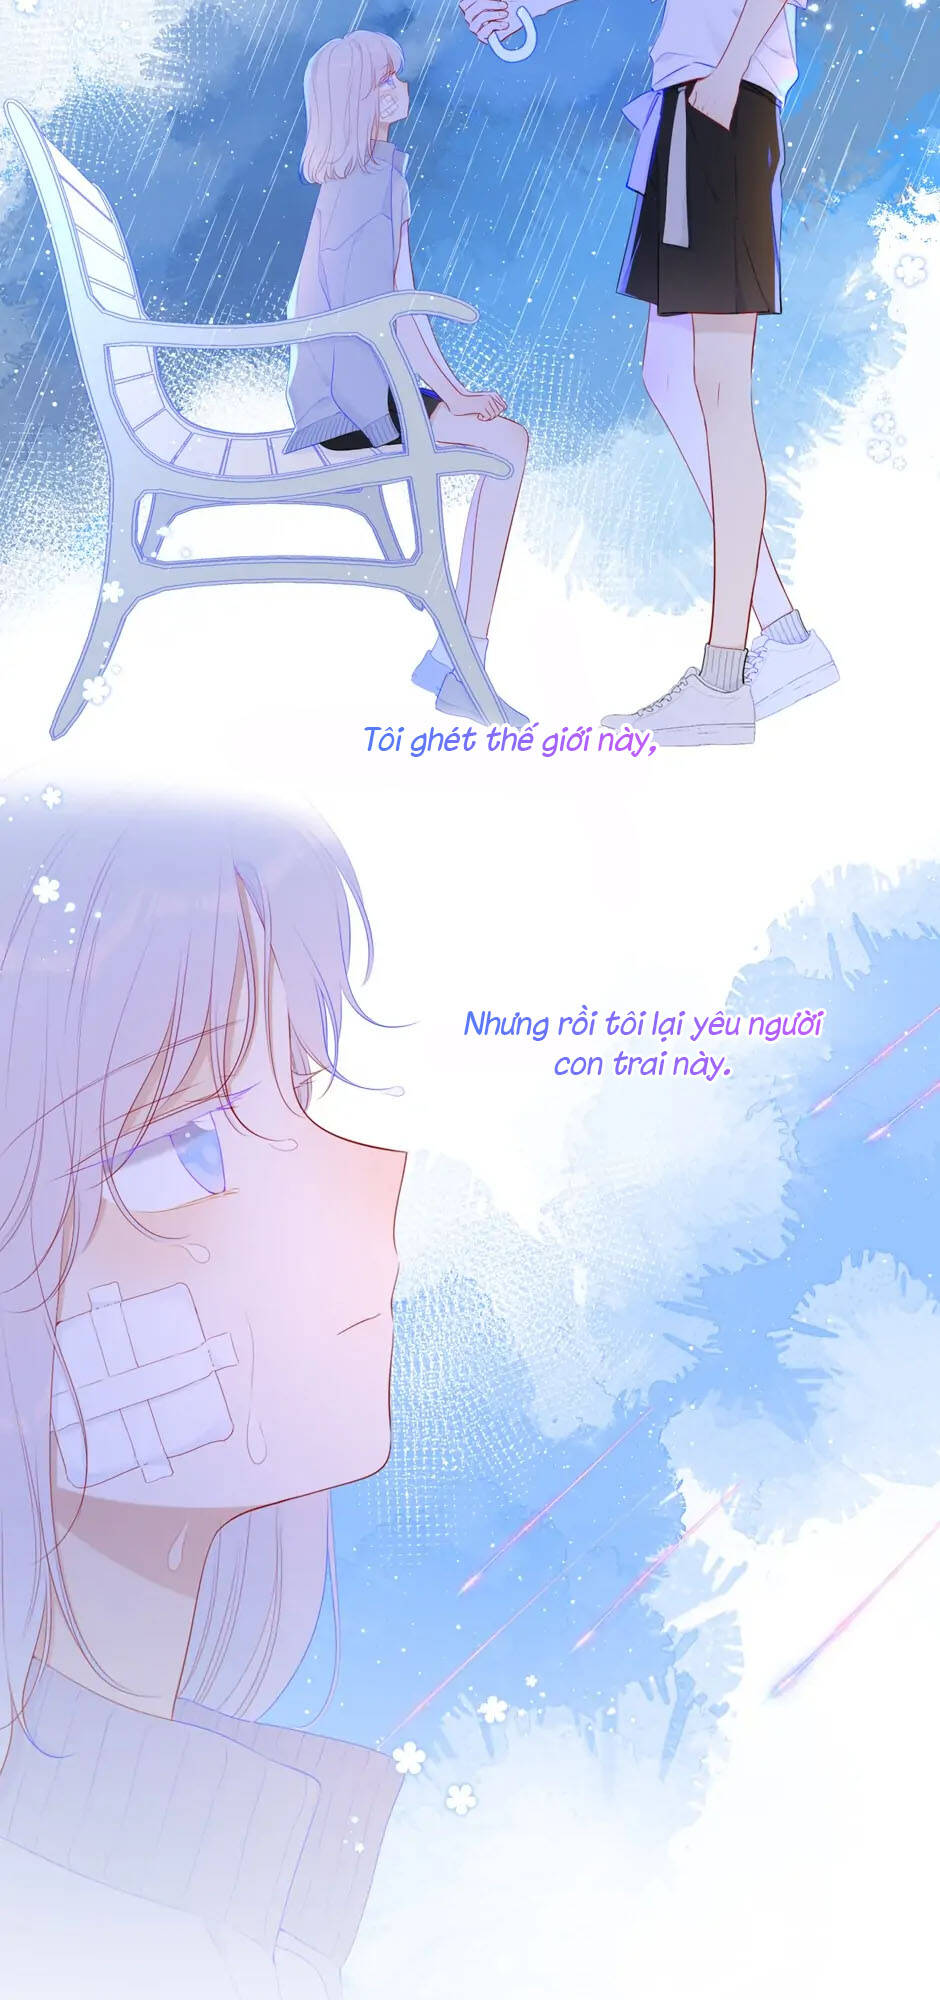 Tôi ghét thế giới này,
Nhưng rồi tôi lại yêu người
con trai này.